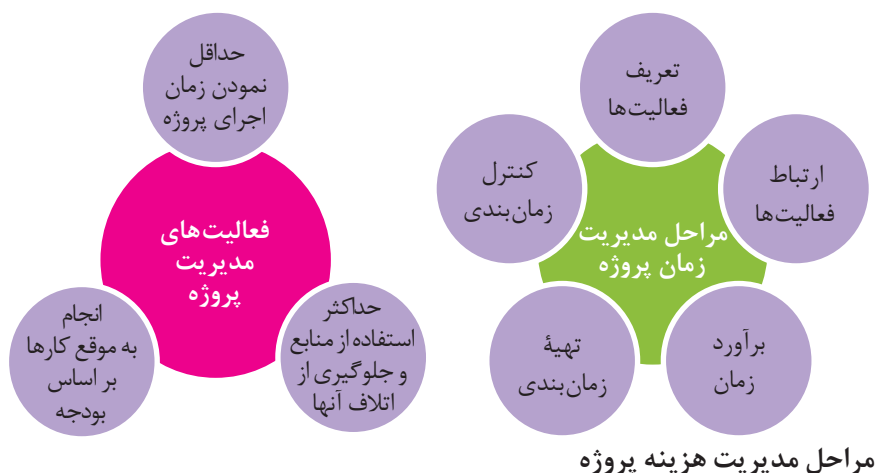 تعریف
فعالیت‌ها
ارتباط
فعالیت‌ها
برآورد
زمان
تهیهٔ
زمان‌بندی
کنترل
زمان‌بندی
مراحل مدیریت
زمان پروژه
حداقل
نمودن زمان
اجرای پروژه
حداکثر
استفاده از منابع
و جلوگیری از
اتلاف آنها
انجام
به موقع کارها
بر اساس
بودجه
فعالیت‌های
مدیریت
پروژه
مراحل مدیریت هزینه پروژه